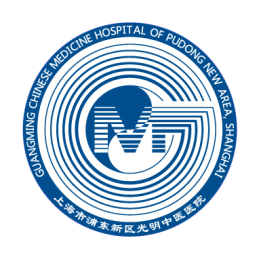 GUANGMING CHINESE MEDICINE HOSPITAL OF PUDONG NEW AREA, SHANGHAI
上海市浦东新区光明中医医院